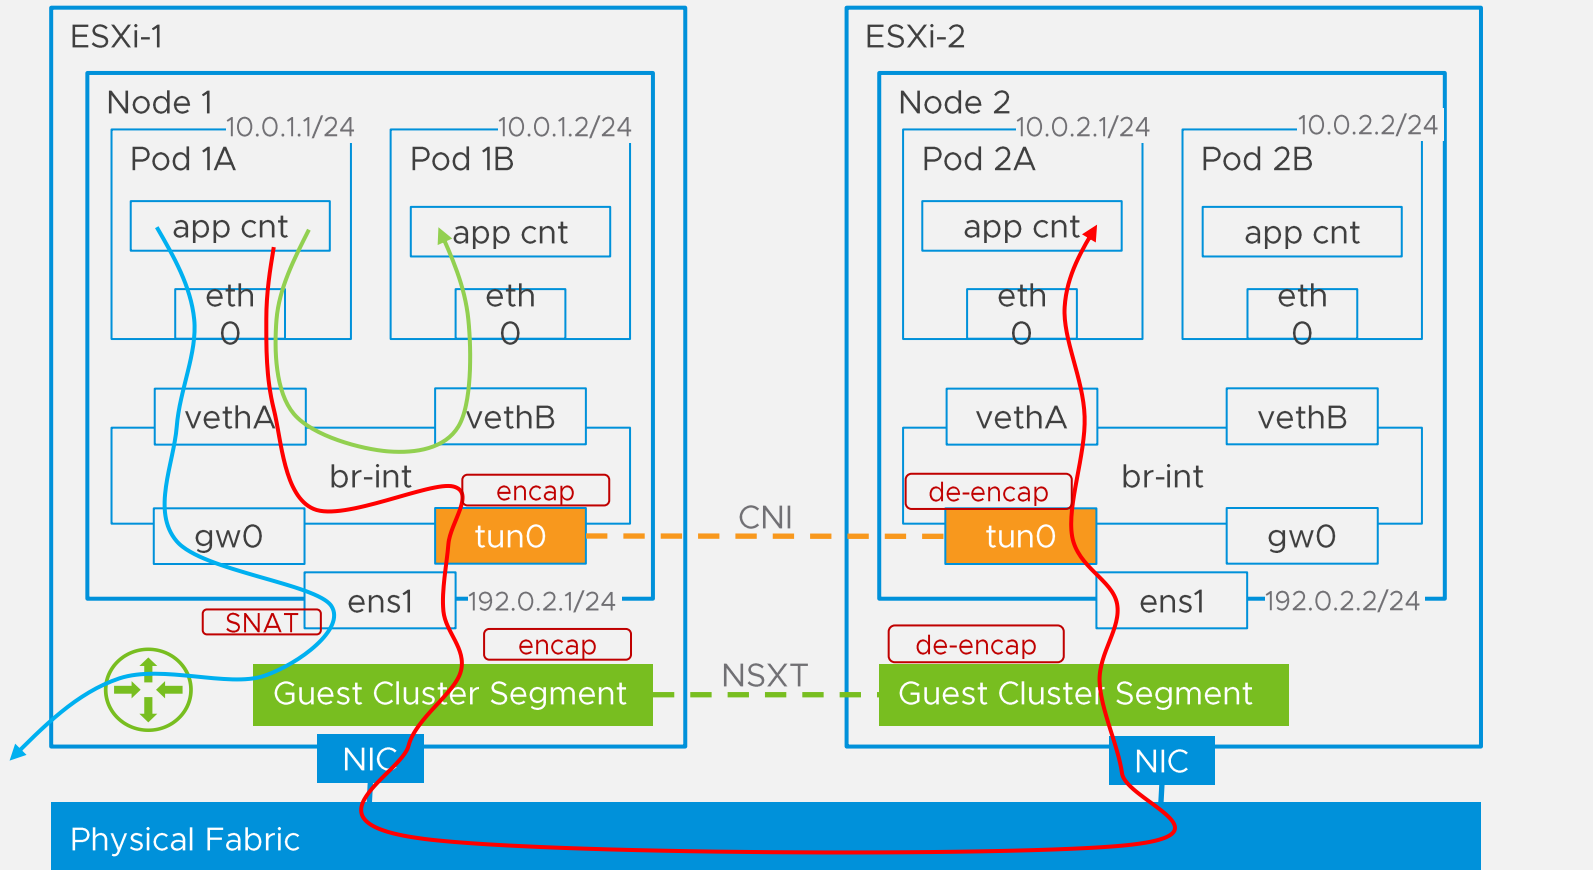 ESXi-1
Node 1
10.0.1.1/24
Pod 1A
app cnt
eth
0
10.0.1.2/24
Pod 1B
app cnt
eth
0
vethA
vethB
br-int
encap
gw0
tun0
ens1
192.0.2.1/24
SNAT
encap
Guest Cluster Segment
NIC
CNI
NSXT
ESXi-2
Node 2
10.0.2.1/24
Pod 2A
app cnt
eth
0
10.0.2.2/24
Pod 2B
app cnt
eth
0
vethA
vethB
br-int
de-encap
tun0
gw0
ens1
192.0.2.2/24
de-encap
Guest Cluster Segment
NIC
Physical Fabric